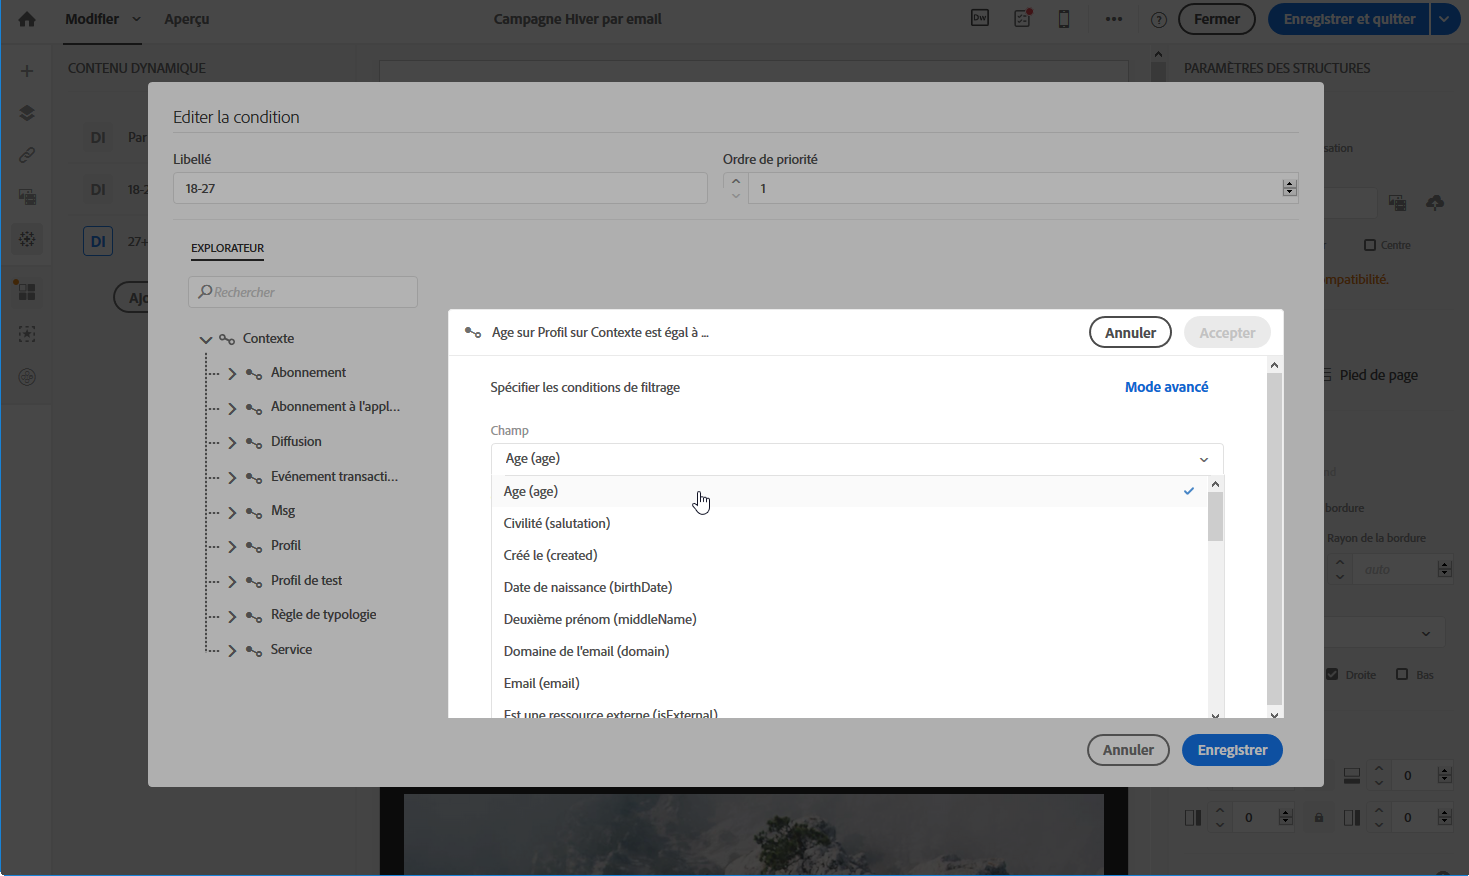 Modifier
Aperçu
Campagne Hiver par email
Dw
•••
?
Fermer
Enregistrer et quitter
CONTENU DYNAMIQUE
PARAMÈTRES DES STRUCTURES
Editer la condition
Libellé
Ordre de priorité
18-27
1
DI Par
DI 18-2
DI 27+
Ajo
sation
Centre
mpatibilité.
EXPLORATEUR
Rechercher
Contexte
Abonnement
Abonnement à l'appl...
Diffusion
Evénement transacti...
Msg
Profil
Profil de test
Règle de typologie
Service
Age sur Profil sur Contexte est égal à ...
Annuler
Accepter
Spécifier les conditions de filtrage
Mode avancé
Champ
Age (age)
Age (age)
Civilité (salutation)
Créé le (created)
Date de naissance (birthDate)
Deuxième prénom (middleName)
Domaine de l'email (domain)
Email (email)
Est une ressource externe (isExternal)
Annuler
Enregistrer
Pied de page
bordure
Rayon de la bordure
auto
Droite
Bas
0
0
0